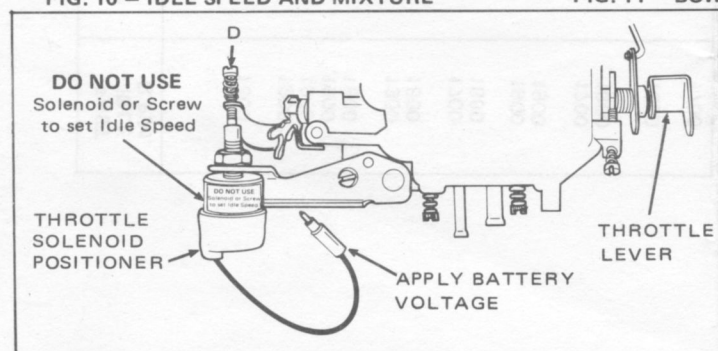 FIG. 10 — IDLE SPEED AND MIXTURE
FIG. 11
D
DO NOT USE
Solenoid or Screw
to set Idle Speed
DO NOT USE
Solenoid or Screw
to set Idle Speed
THROTTLE
SOLENOID
POSITIONER
APPLY BATTERY
VOLTAGE
THROTTLE
LEVER